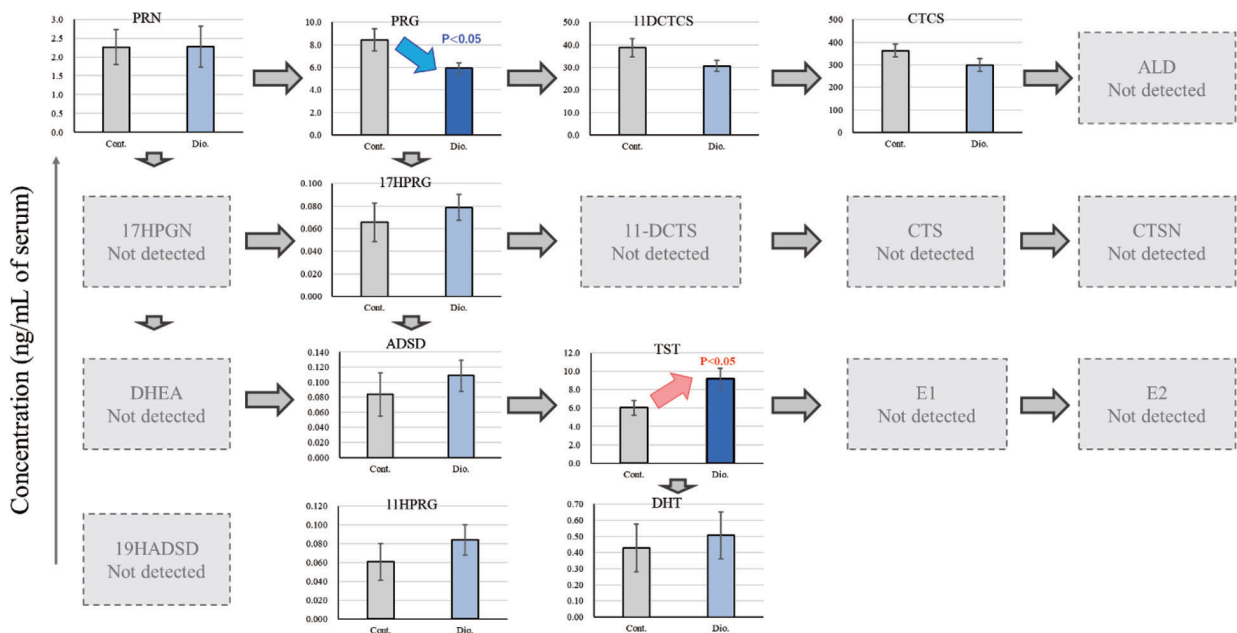 Concentration (ng/mL of serum)
PRN
3.0
2.5
2.0
1.5
1.0
0.5
0.0
Cont.
Dio.
PRG
P<0.05
10.0
8.0
6.0
4.0
2.0
0.0
Cont.
Dio.
11DCTCS
50.0
40.0
30.0
20.0
10.0
0.0
Cont.
Dio.
CTCS
500
400
300
200
100
0
Cont.
Dio.
ALD
Not detected
17HPGN
Not detected
17HPRG
0.100
0.080
0.060
0.040
0.020
0.000
Cont.
Dio.
11-DCTS
Not detected
CTS
Not detected
CTSN
Not detected
DHEA
Not detected
ADSD
0.140
0.120
0.100
0.080
0.060
0.040
0.020
0.000
Cont.
Dio.
TST
P<0.05
12.0
10.0
8.0
6.0
4.0
2.0
0.0
Cont.
Dio.
E1
Not detected
E2
Not detected
19HADSD
Not detected
11HPRG
0.120
0.100
0.080
0.060
0.040
0.020
0.000
Cont.
Dio.
DHT
0.70
0.60
0.50
0.40
0.30
0.20
0.10
0.00
Cont.
Dio.